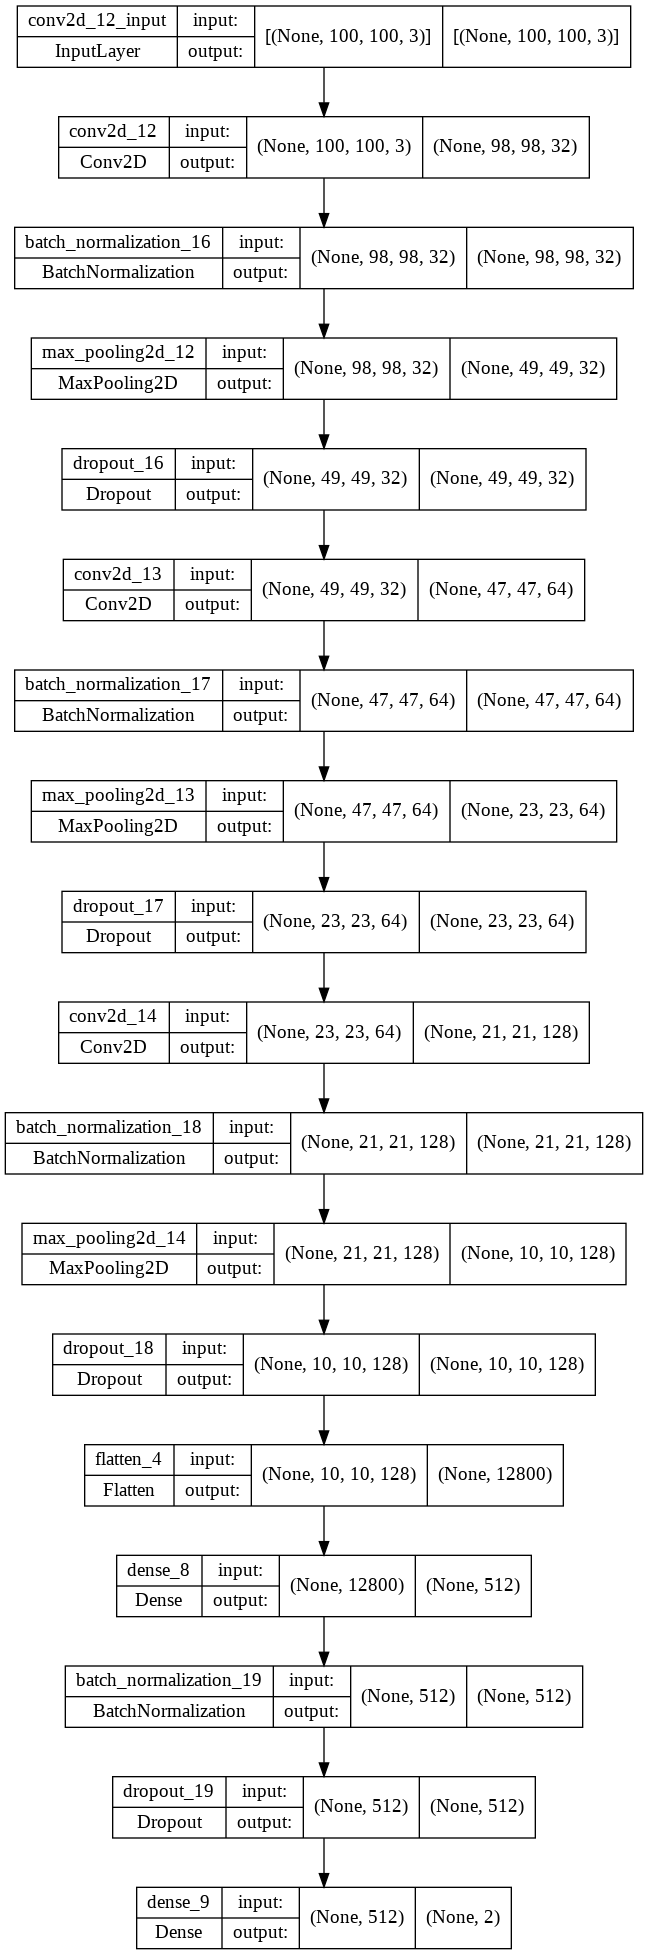 conv2d_12_input input: [(None, 100, 100, 3)] [(None, 100, 100, 3)]
InputLayer output:
conv2d_12 input: (None, 100, 100, 3) (None, 98, 98, 32)
Conv2D output:
batch_normalization_16 input: (None, 98, 98, 32) (None, 98, 98, 32)
BatchNormalization output:
max_pooling2d_12 input: (None, 98, 98, 32) (None, 49, 49, 32)
MaxPooling2D output:
dropout_16 input: (None, 49, 49, 32) (None, 49, 49, 32)
Dropout output:
conv2d_13 input: (None, 49, 49, 32) (None, 47, 47, 64)
Conv2D output:
batch_normalization_17 input: (None, 47, 47, 64) (None, 47, 47, 64)
BatchNormalization output:
max_pooling2d_13 input: (None, 47, 47, 64) (None, 23, 23, 64)
MaxPooling2D output:
dropout_17 input: (None, 23, 23, 64) (None, 23, 23, 64)
Dropout output:
conv2d_14 input: (None, 23, 23, 64) (None, 21, 21, 128)
Conv2D output:
batch_normalization_18 input: (None, 21, 21, 128) (None, 21, 21, 128)
BatchNormalization output:
max_pooling2d_14 input: (None, 21, 21, 128) (None, 10, 10, 128)
MaxPooling2D output:
dropout_18 input: (None, 10, 10, 128) (None, 10, 10, 128)
Dropout output:
flatten_4 input: (None, 10, 10, 128) (None, 12800)
Flatten output:
dense_8 input: (None, 12800) (None, 512)
Dense output:
batch_normalization_19 input: (None, 512) (None, 512)
BatchNormalization output:
dropout_19 input: (None, 512) (None, 512)
Dropout output:
dense_9 input: (None, 512) (None, 2)
Dense output: